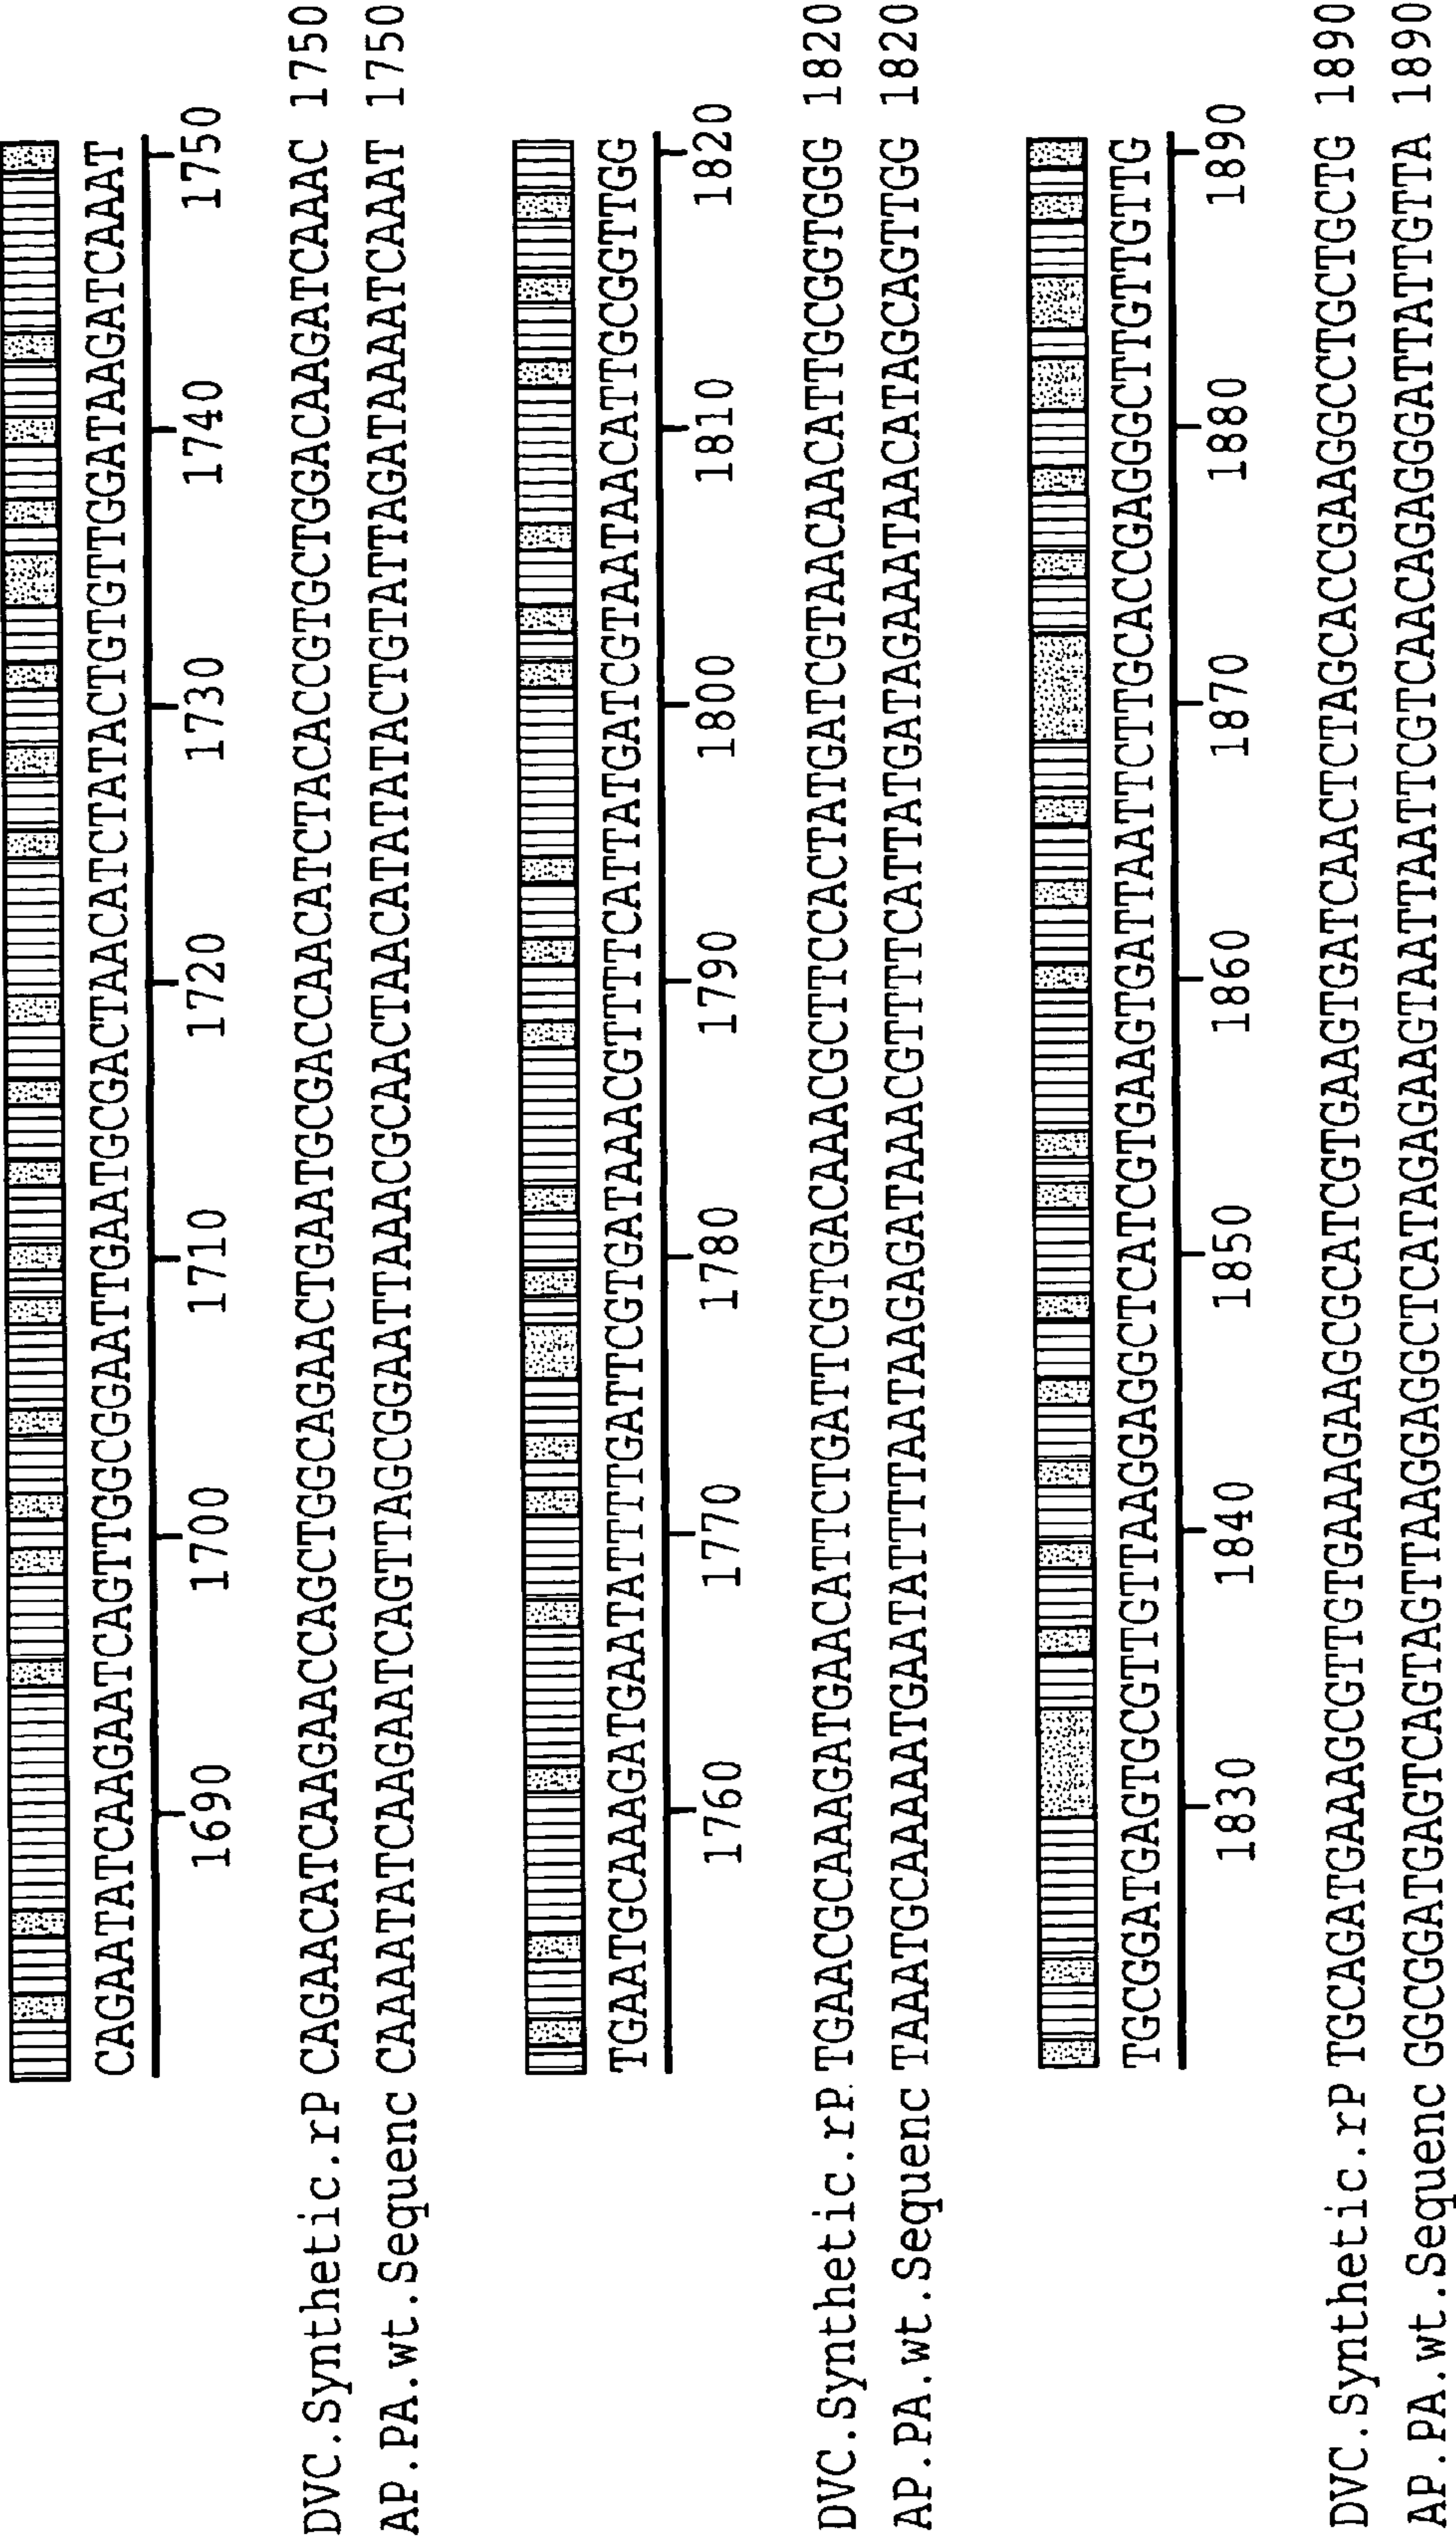 CAGAATATCAAGAATCAGTTGGCGGAATTGAATGCGACTAACATCTATACTGTGTTGGATAAGATCAAAT
1690 1700 1710 1720 1730 1740 1750
DVC.Synthetic.rP CAGAACATCAAGAACCAGCTGGCAGAACTGAATGCGACCAACATCTACACCGTGCTGGACAAGATCAAAC 1750
AP.PA.wt.Sequenc CAAAATATCAAGAATCAGTTAGCGGAATTAAACGCAACTAACATATATACTGTATTAGATAAAATCAAAT 1750
TGAATGCAAAGATGAATATTTTGATTCGTGATAAACGTTTTCATTATGATCGTAATAACATTGCGGTTGG
1760 1770 1780 1790 1800 1810 1820
DVC.Synthetic.rP. TGAACGCAAAGATGAACATTCTGATTCGTGACAAACGCTTCCACTATGATCGTAACAACATTGCGGTGGG 1820
AP.PA.wt.Sequenc TAAATGCAAAAATGAATATTTTAATAAGAGATAAACGTTTTCATTATGATAGAAATAACATAGCAGTTGG 1820
TGCGGATGAGTGCGTTGTTAAGGAGGCTCATCGTGAAGTGATTAATTCTTGCACCGAGGGCTTGTTGTTG
1830 1840 1850 1860 1870 1880 1890
DVC.Synthetic.rP TGCAGATGAAAGCGTTGTGAAAGAAGCGCATCGTGAAGTGATCAACTCTAGCACCGAAGGCCTGCTGCTG 1890
AP.PA.wt.Sequenc GGCGGATGAGTCAGTAGTTAAGGAGGCTCATAGAGAAGTAATTAATTCGTCAACAGAGGGATTATTGTTA 1890